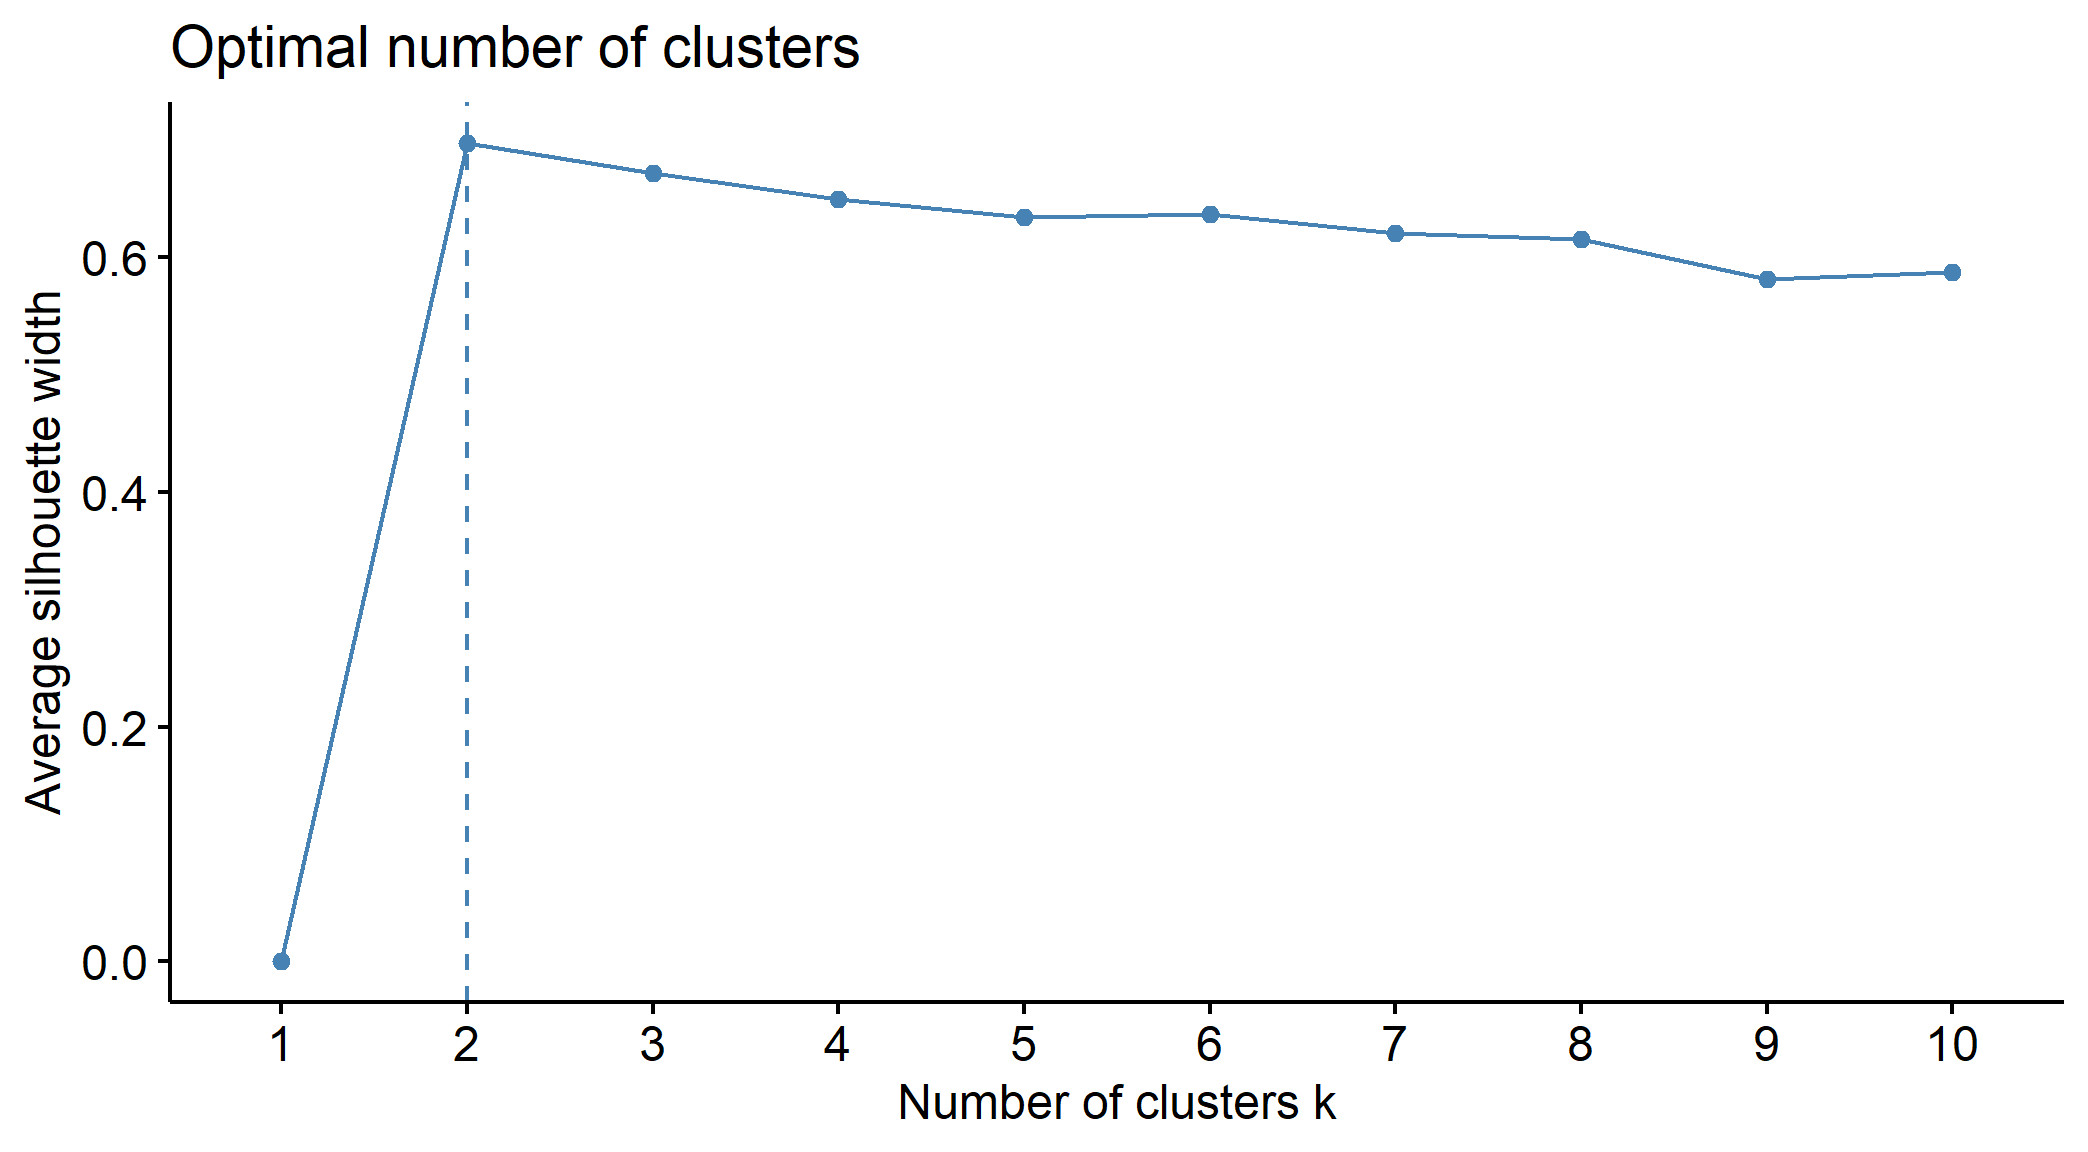 Optimal number of clusters
Average silhouette width
0.6
0.4
0.2
0.0
1 2 3 4 5 6 7 8 9 10
Number of clusters k